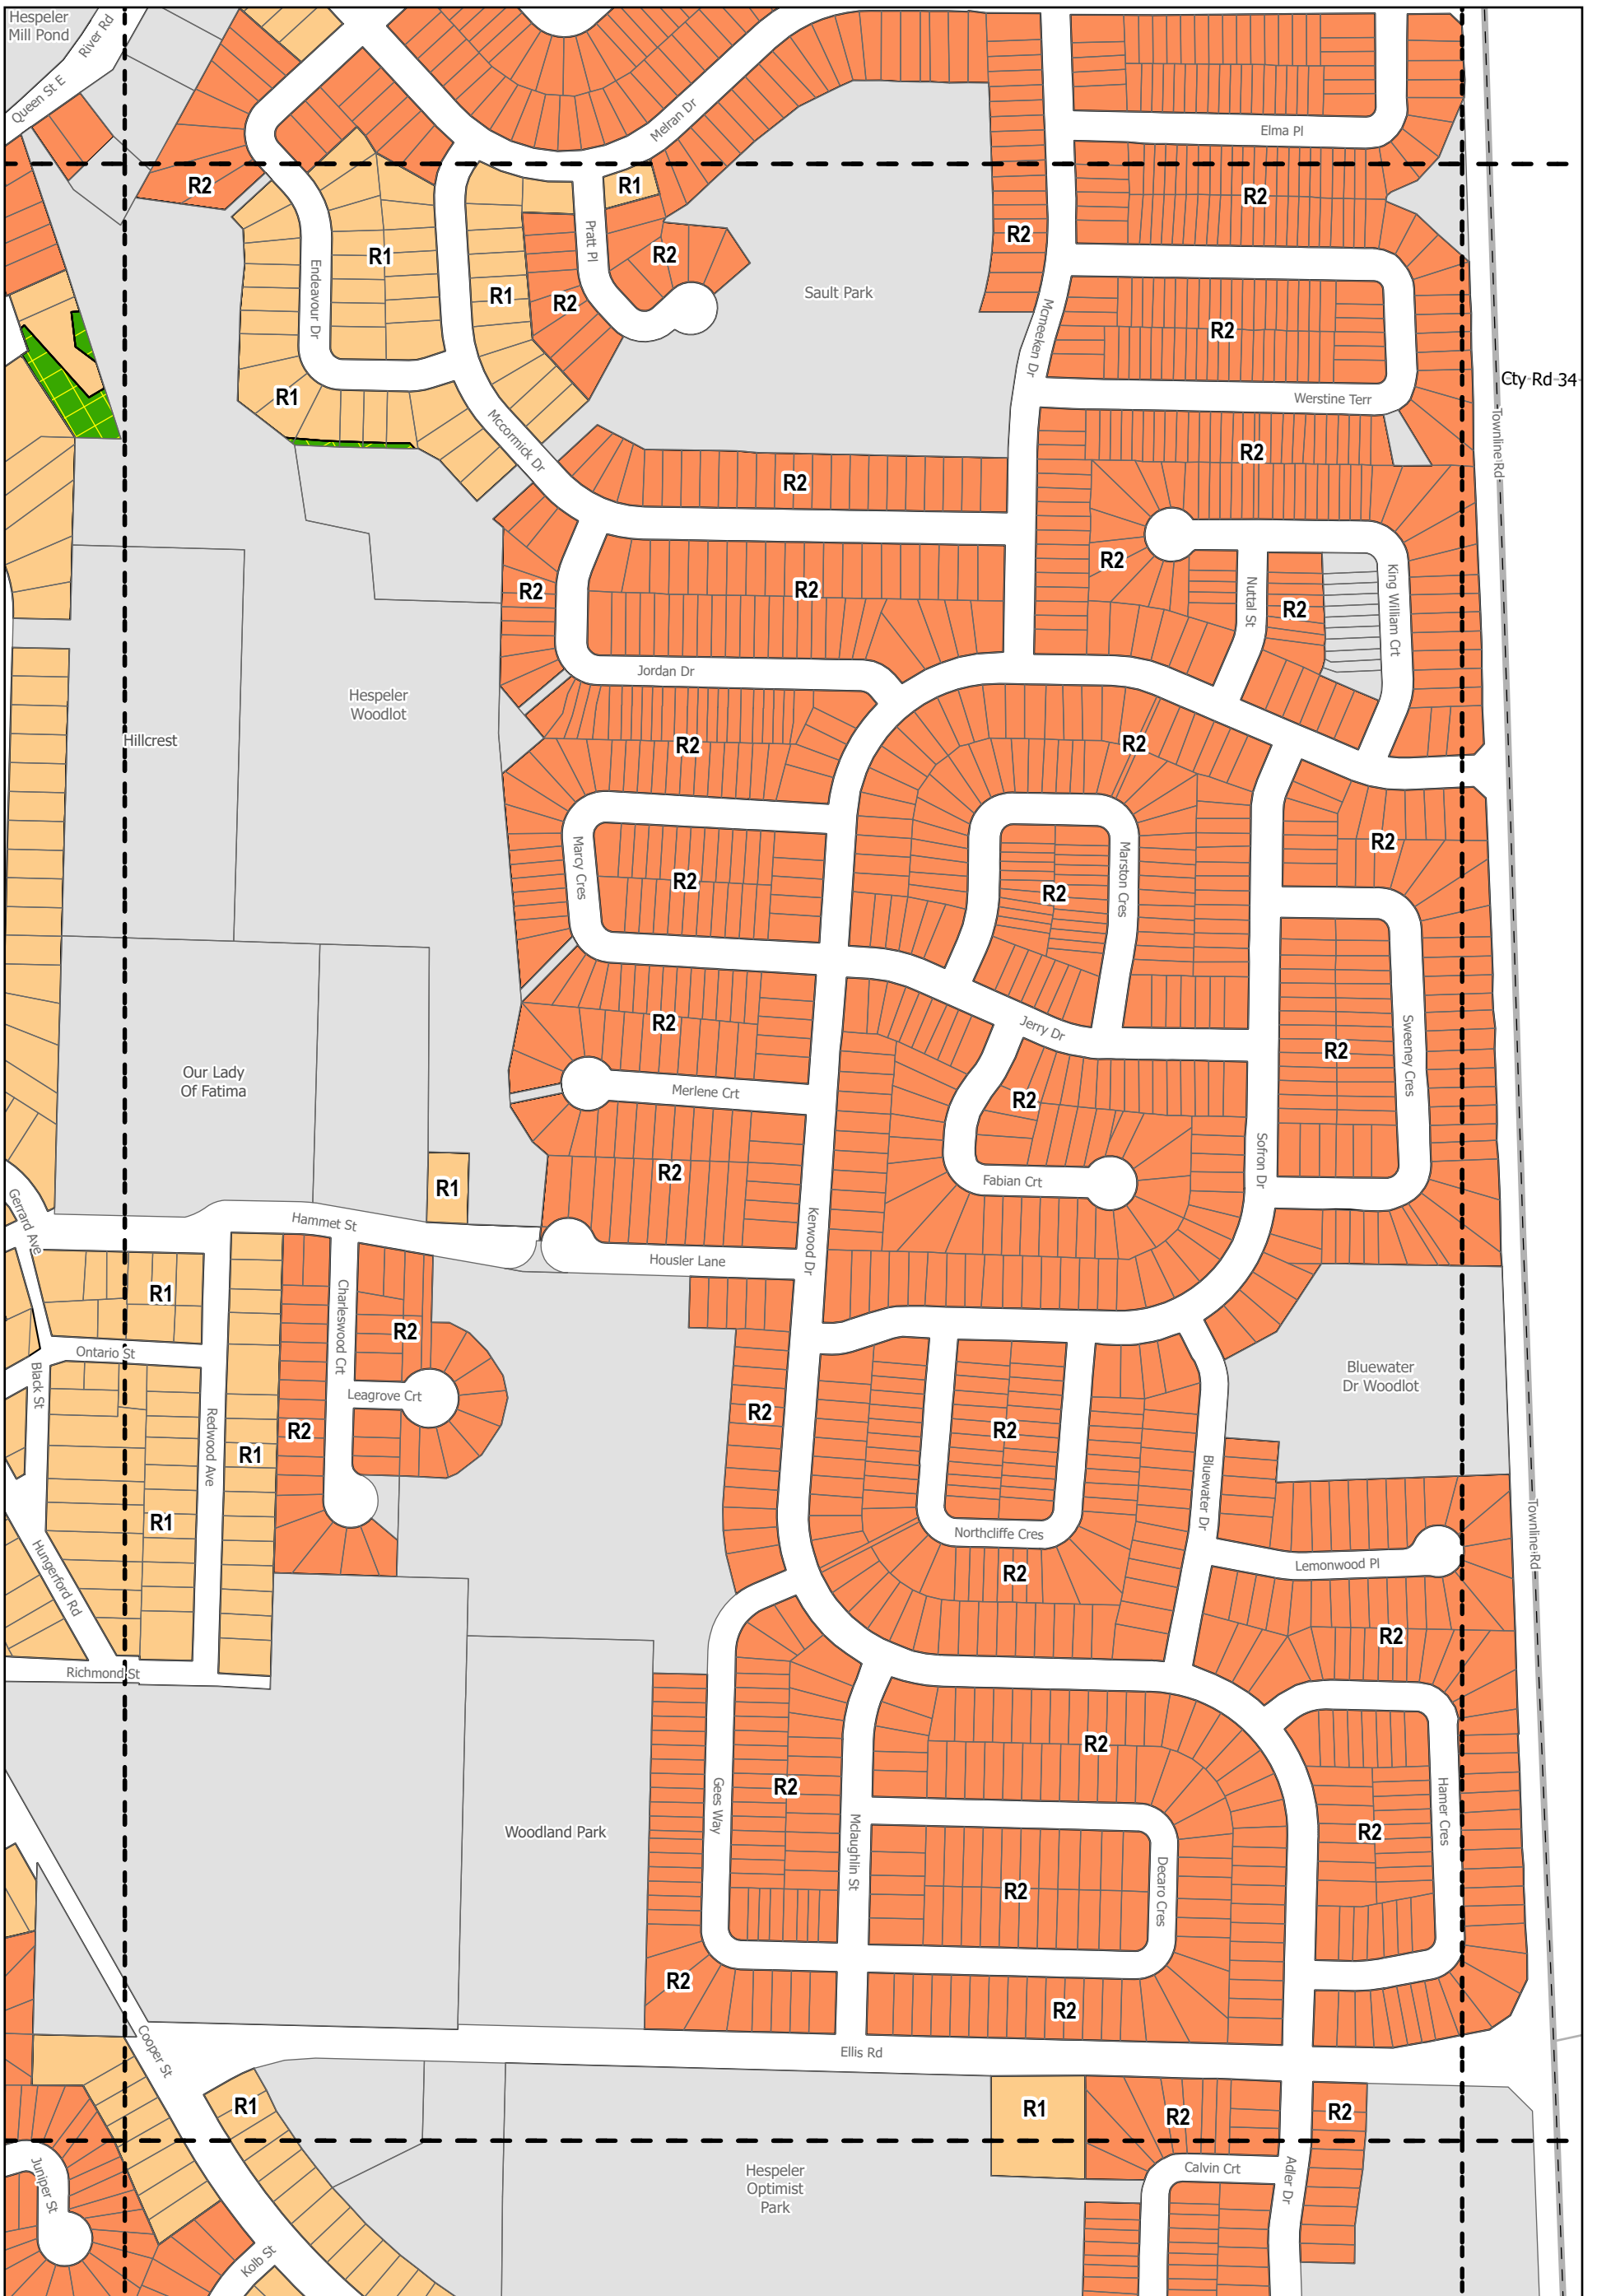 Hespeler
Mill Pond
River Rd
Queen St E
Melran Dr
Elma Pl
R2
R1
R2
Pratt Pl
R2
R2
R1
Endeavour Dr
R1
R2
Sault Park
Mcmeeken Dr
R2
Cty Rd 34
R1
Werstine Terr
Mccormick Dr
Townline Rd
R2
R2
R2
R2
R2
Nuttal St
R2
King William Crt
Jordan Dr
Hespeler
Woodlot
Hillcrest
R2
R2
R2
Marcy Cres
R2
R2
Marston Cres
R2
Jerry Dr
R2
Sweeney Cres
Our Lady
Of Fatima
Merlene Crt
R2
R2
R1
Fabian Crt
Sofron Dr
Gerrard Ave
Hammet St
Kerwood Dr
Housler Lane
R1
Charleswood Crt
R2
Ontario St
Black St
Leagrove Crt
Bluewater
Dr Woodlot
R2
R2
R2
R1
Redwood Ave
Bluewater Dr
R1
Northcliffe Cres
Townline Rd
Lemonwood Pl
Hungerford Rd
R2
R2
Richmond St
R2
R2
Gees Way
Hamer Cres
Woodland Park
Mclaughlin St
R2
R2
Decaro Cres
R2
R2
Cooper St
Ellis Rd
R1
R1
R2
R2
Calvin Crt
Juniper St
Hespeler
Optimist
Park
Adler Dr
Kolb St